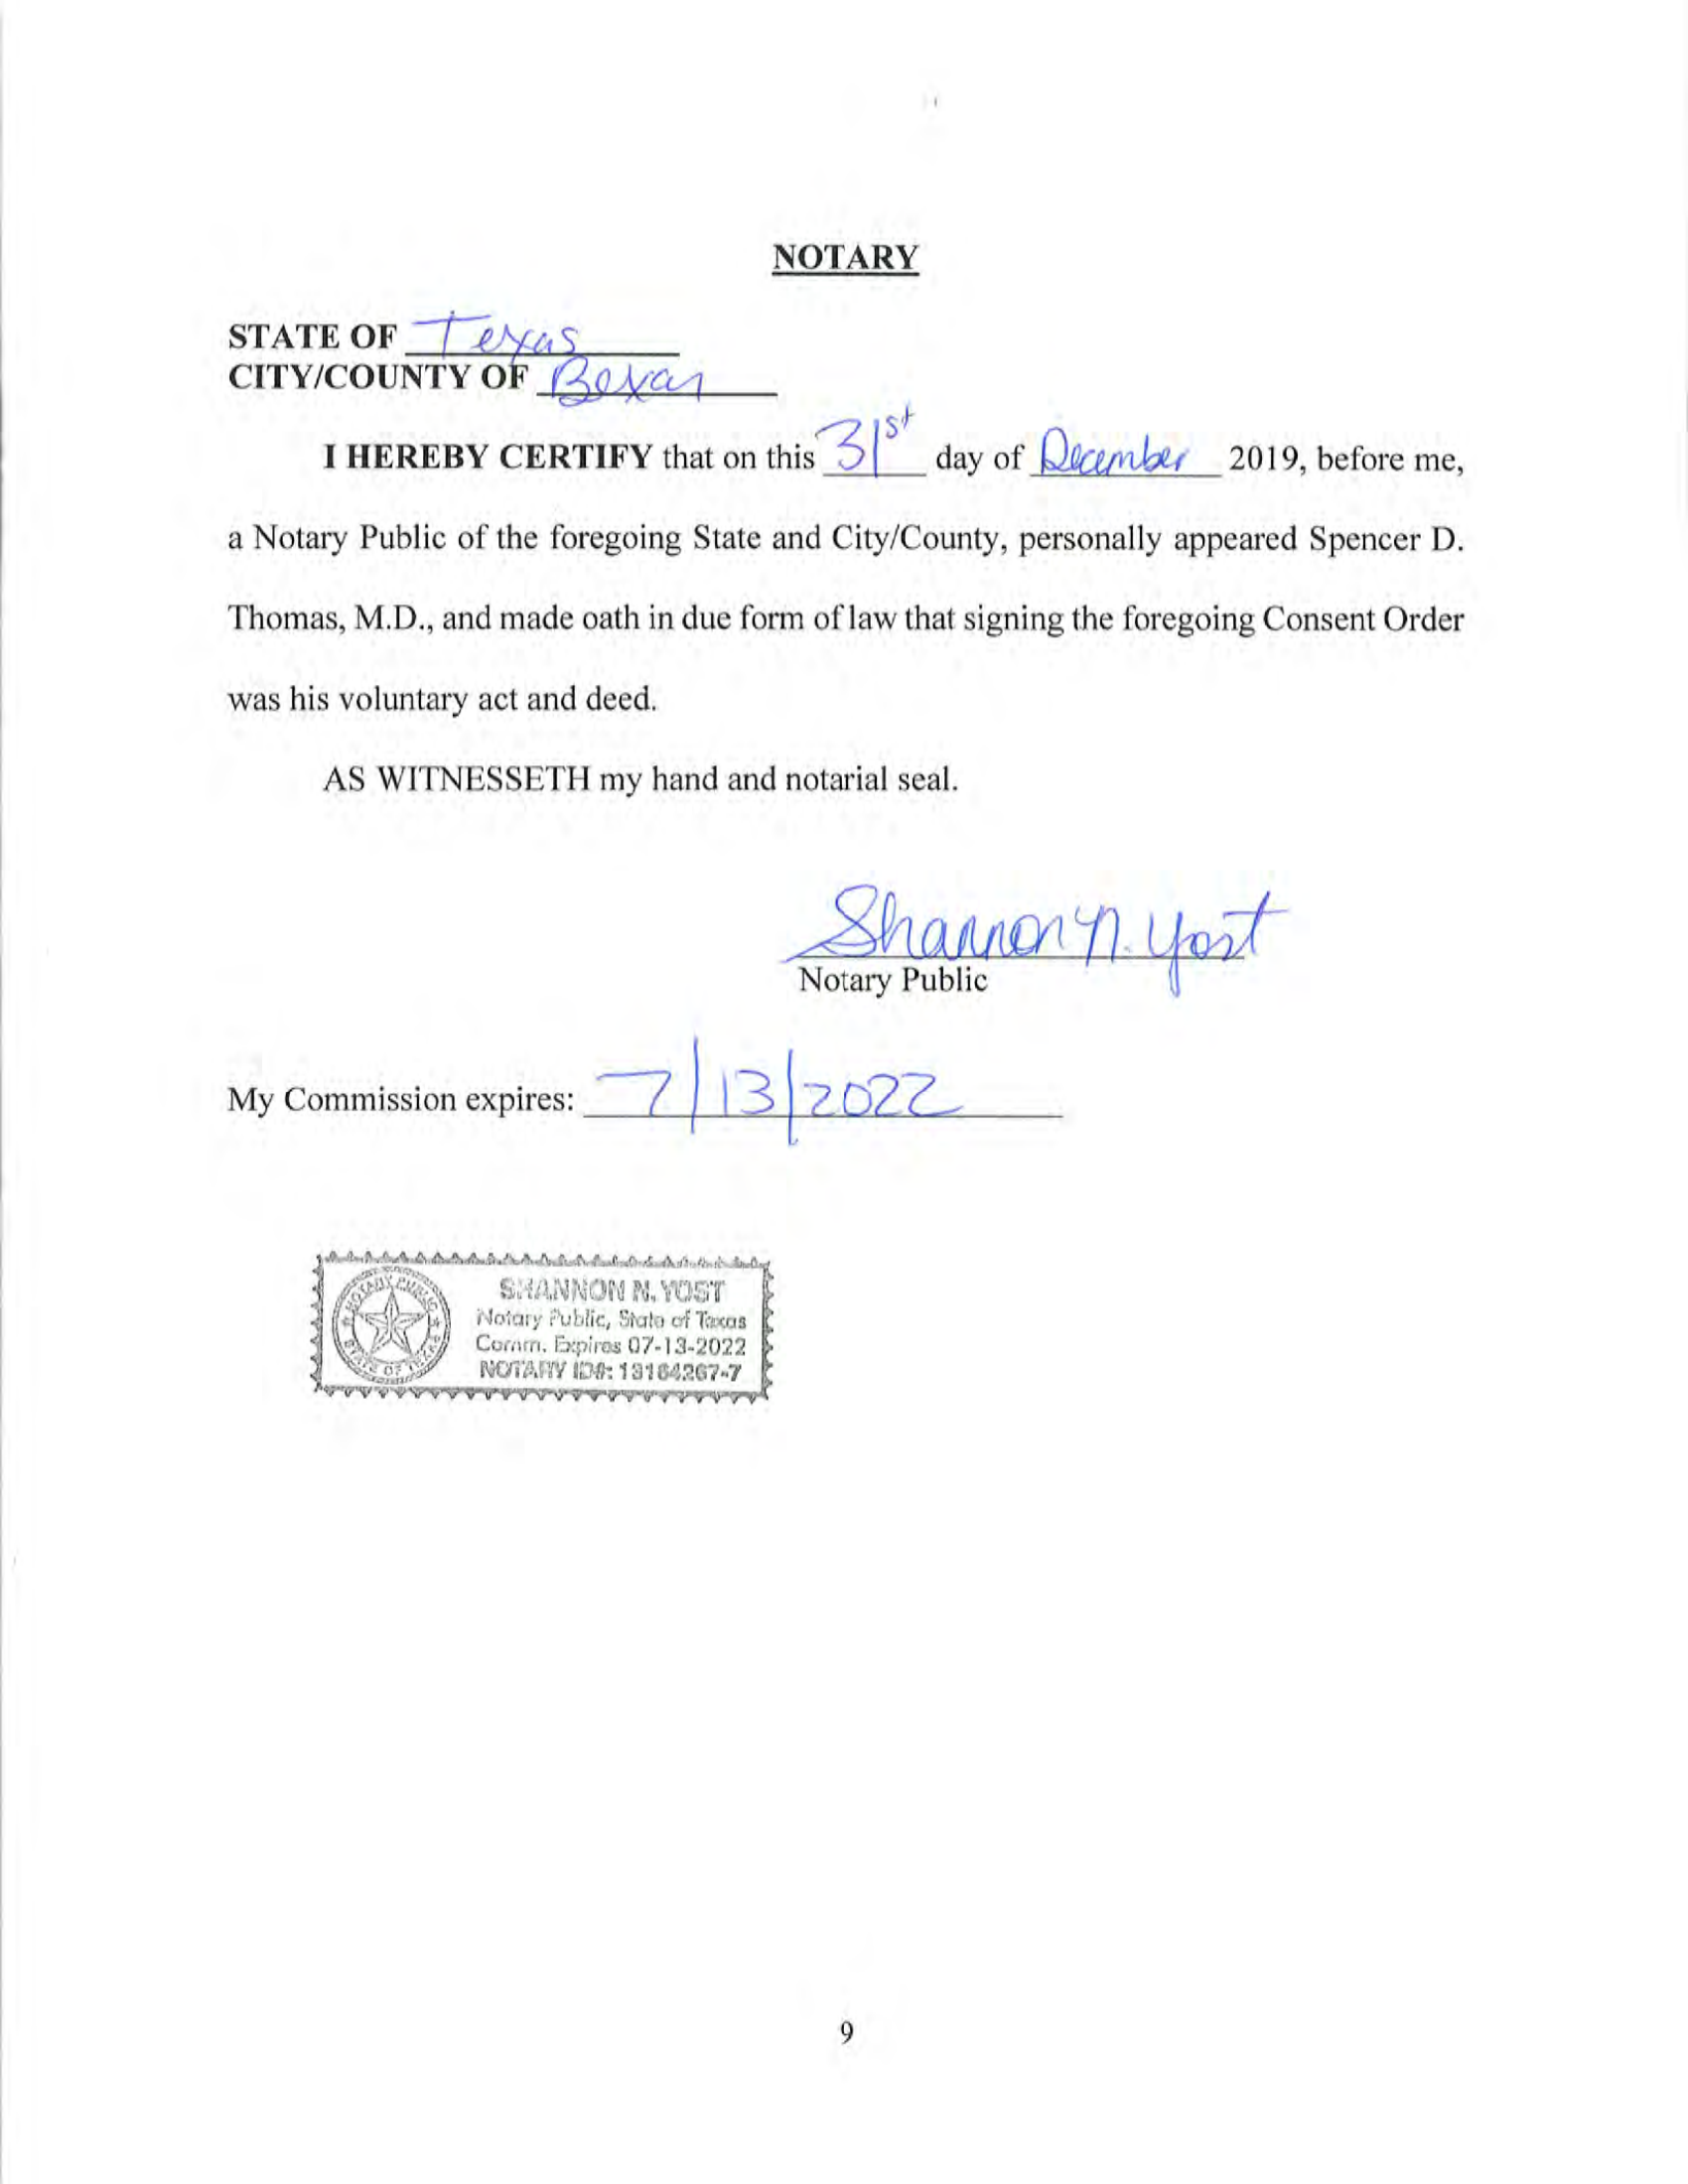 NOTARY
STATE OF Texas
CITY/COUNTY OF Bexar
I HEREBY CERTIFY that on this 31st day of December 2019, before me,
a Notary Public of the foregoing State and City/County, personally appeared Spencer D.
Thomas, M.D., and made oath in due form of law that signing the foregoing Consent Order
was his voluntary act and deed.
AS WITNESSETH my hand and notarial seal.
Shannon N. Yost
Notary Public
My Commission expires: 7/13/2022
NOTARY PUBLIC
STATE OF TEXAS
SHANNON N. YOST
Notary Public, State of Texas
Comm. Expires 07-13-2022
NOTARY ID#: 13164267-7
9